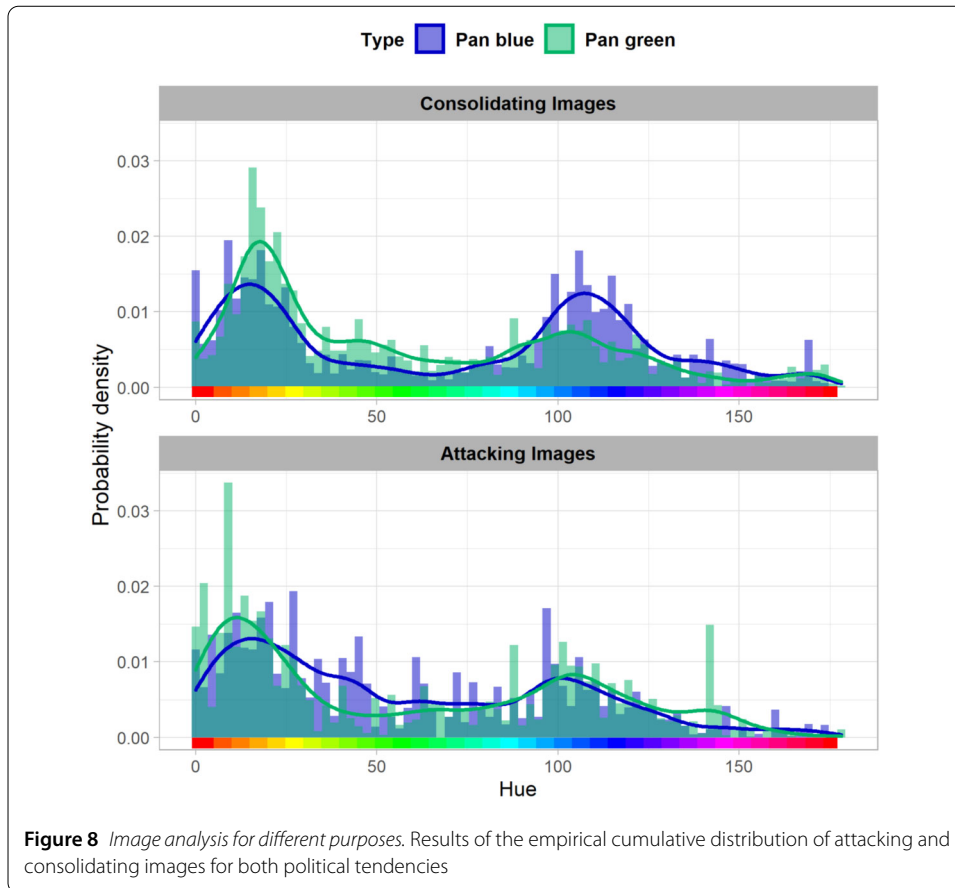 Type Pan blue Pan green
Consolidating Images
0.03
0.02
0.01
0.00
0 50 100 150
Attacking Images
0.03
0.02
0.01
0.00
0 50 100 150
Probability density
Hue
Figure 8 Image analysis for different purposes. Results of the empirical cumulative distribution of attacking and
consolidating images for both political tendencies